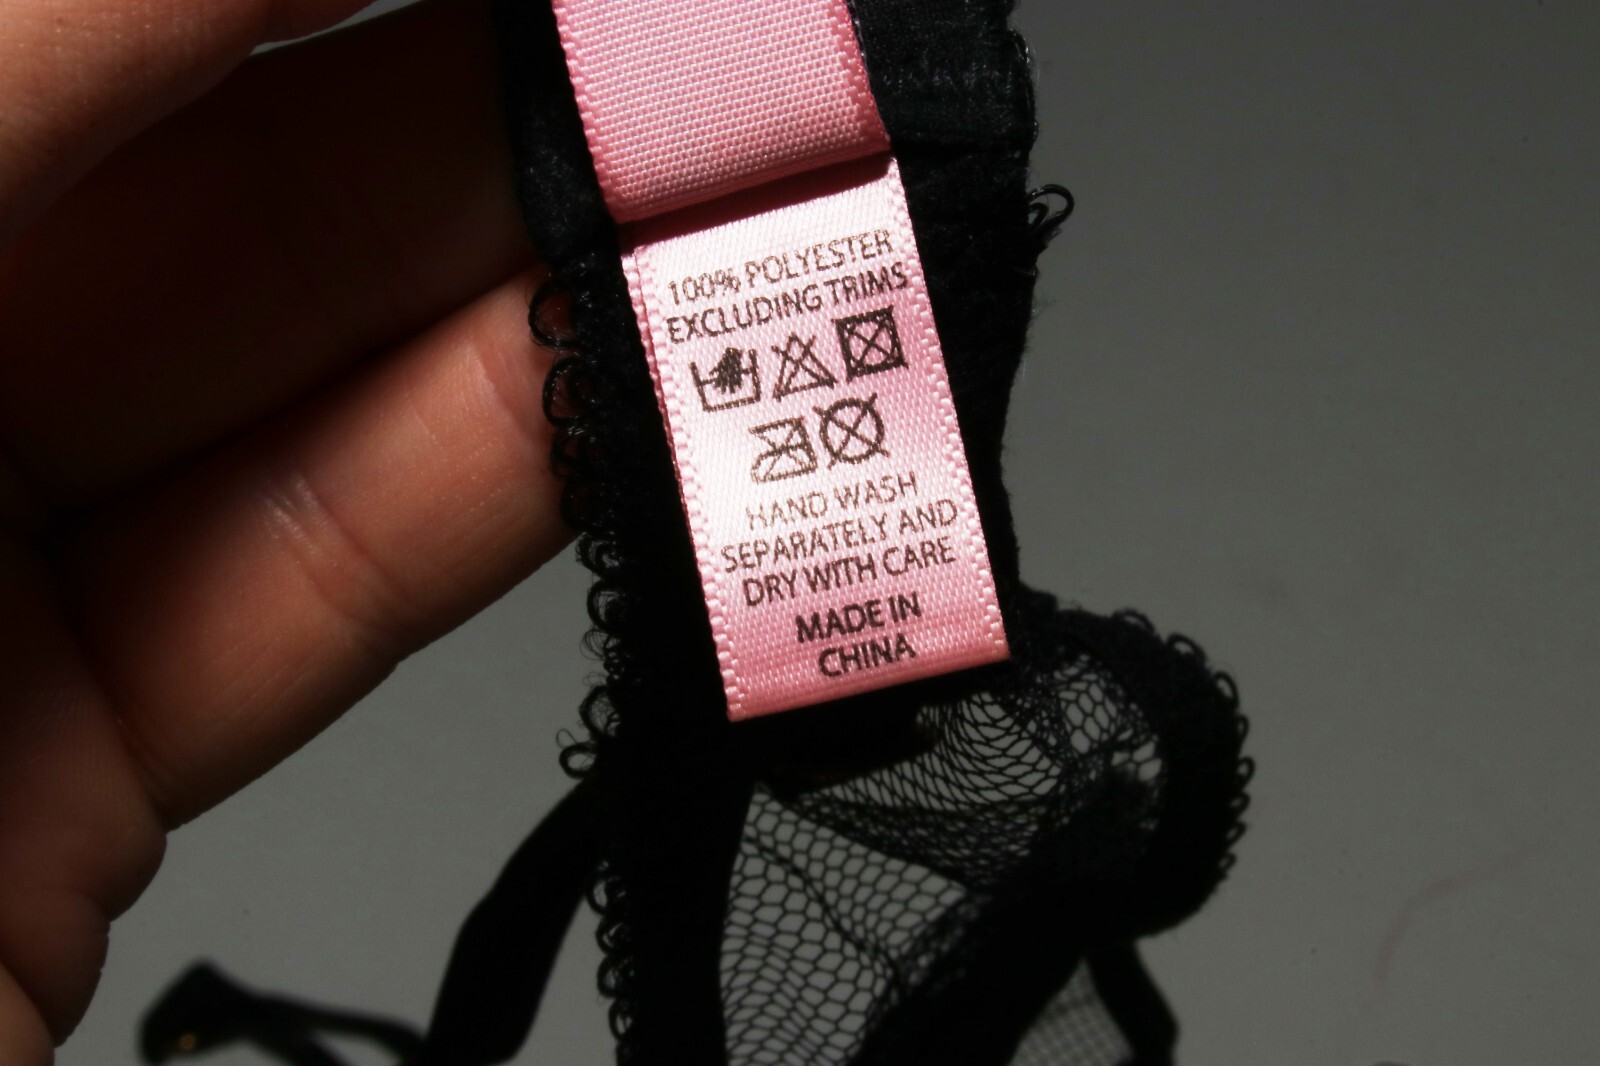 100% POLYESTER
EXCLUDING TRIMS
HAND WASH
SEPARATELY AND
DRY WITH CARE
MADE IN
CHINA